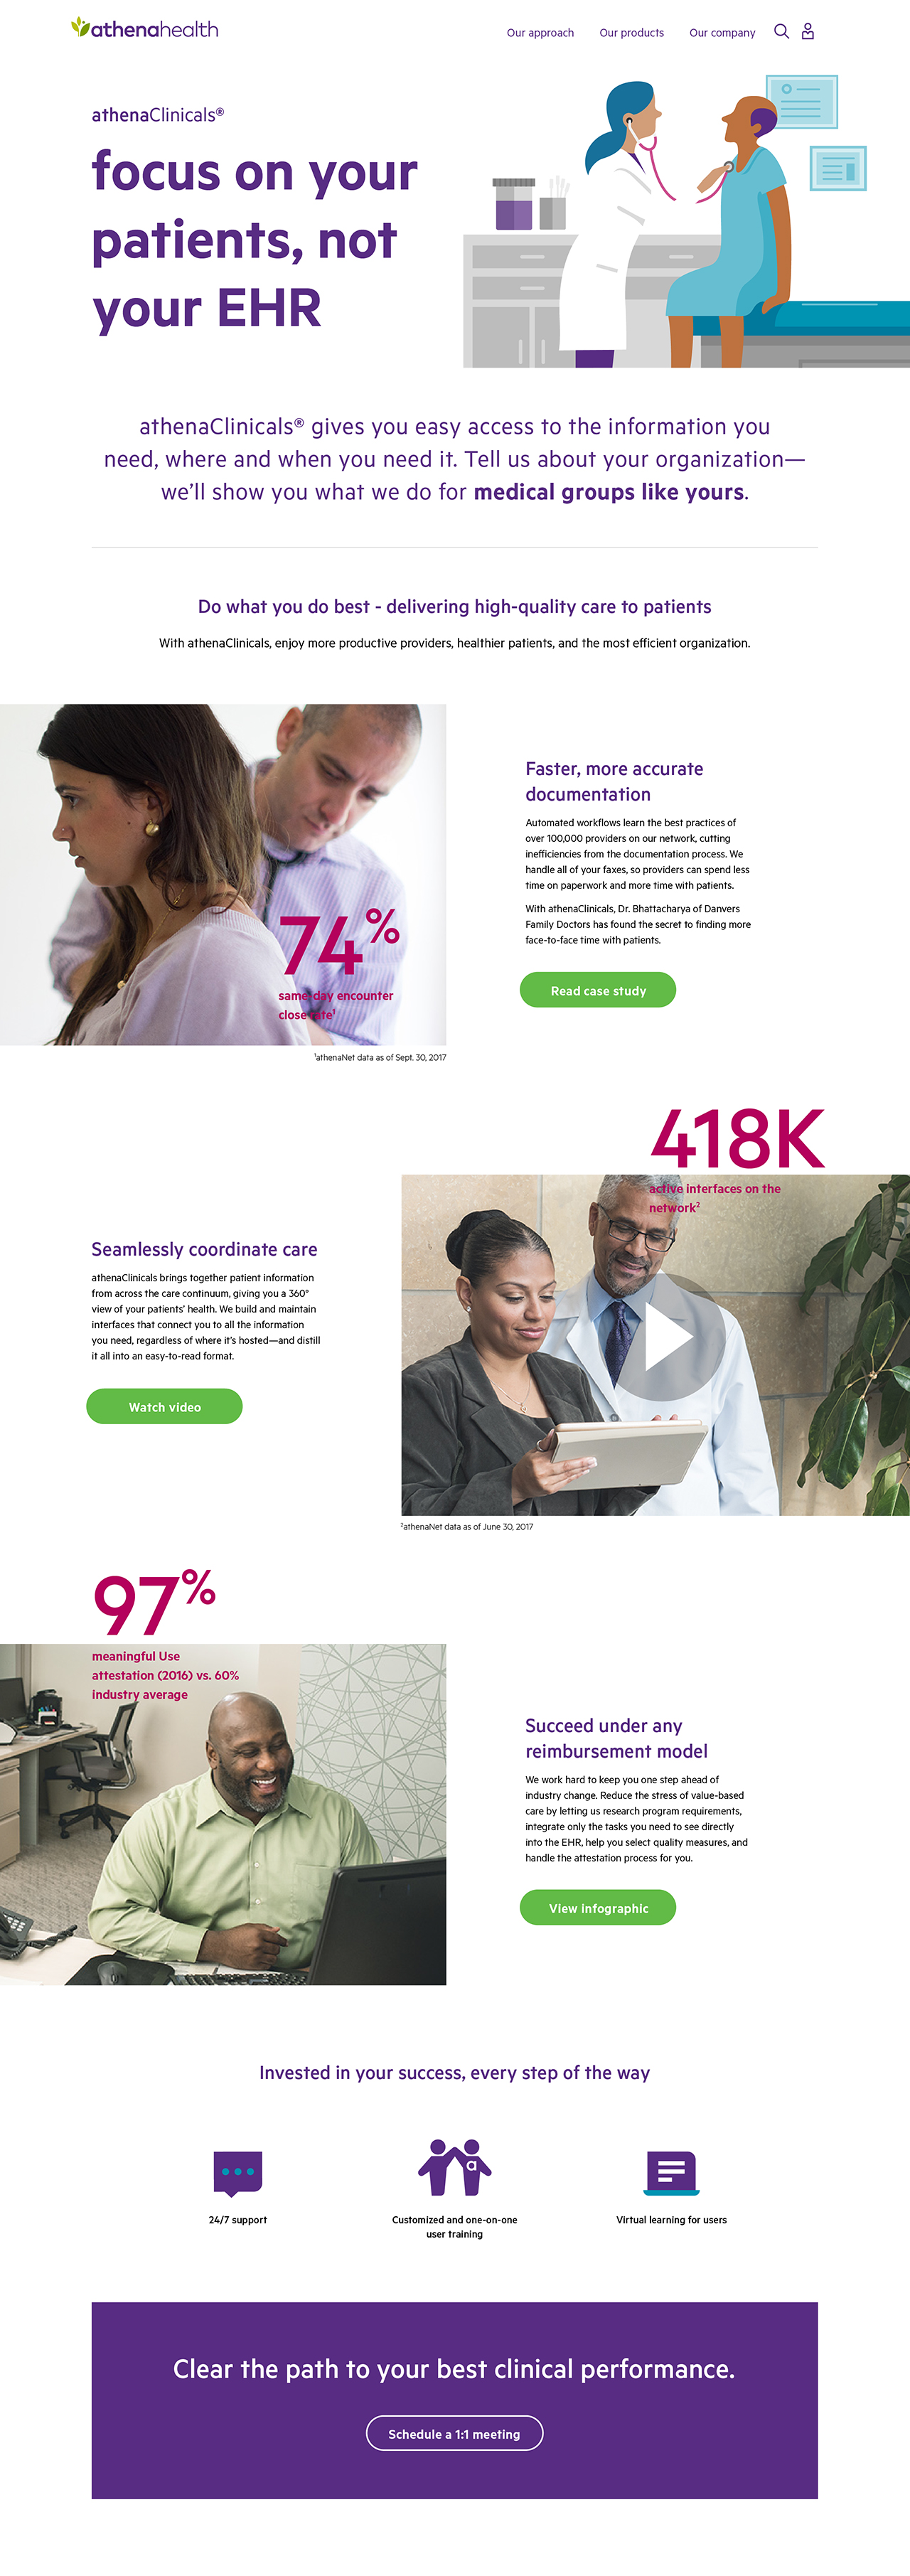 athenahealth
Our approach
Our products
Our company
athenaClinicals®
focus on your
patients, not
your EHR
athenaClinicals® gives you easy access to the information you
need, where and when you need it. Tell us about your organization—
we'll show you what we do for medical groups like yours.
Do what you do best - delivering high-quality care to patients
With athenaClinicals, enjoy more productive providers, healthier patients, and the most efficient organization.
74%
same-day encounter
close rate¹
¹athenaNet data as of Sept. 30, 2017
Faster, more accurate
documentation
Automated workflows learn the best practices of
over 100,000 providers on our network, cutting
inefficiencies from the documentation process. We
handle all of your faxes, so providers can spend less
time on paperwork and more time with patients.
With athenaClinicals, Dr. Bhattacharya of Danvers
Family Doctors has found the secret to finding more
face-to-face time with patients.
Read case study
418K
active interfaces on the
network²
Seamlessly coordinate care
athenaClinicals brings together patient information
from across the care continuum, giving you a 360°
view of your patients' health. We build and maintain
interfaces that connect you to all the information
you need, regardless of where it's hosted—and distill
it all into an easy-to-read format.
Watch video
²athenaNet data as of June 30, 2017
97%
meaningful Use
attestation (2016) vs. 60%
industry average
Succeed under any
reimbursement model
We work hard to keep you one step ahead of
industry change. Reduce the stress of value-based
care by letting us research program requirements,
integrate only the tasks you need to see directly
into the EHR, help you select quality measures, and
handle the attestation process for you.
View infographic
Invested in your success, every step of the way
a
24/7 support
Customized and one-on-one
user training
Virtual learning for users
Clear the path to your best clinical performance.
Schedule a 1:1 meeting